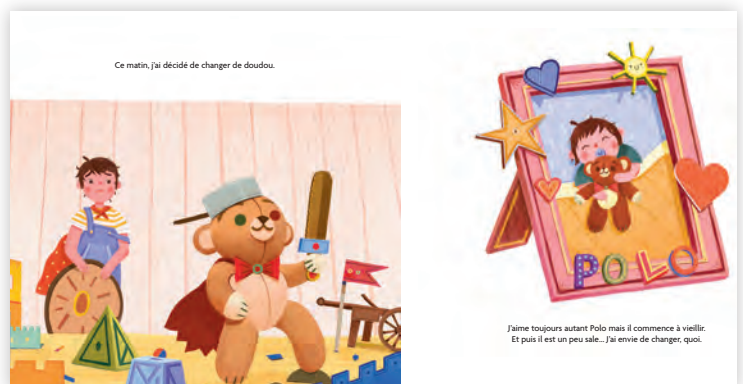 Ce matin, j'ai décidé de changer de doudou.
POLO
J'aime toujours autant Polo mais il commence à vieillir.
Et puis il est un peu sale... J'ai envie de changer, quoi.